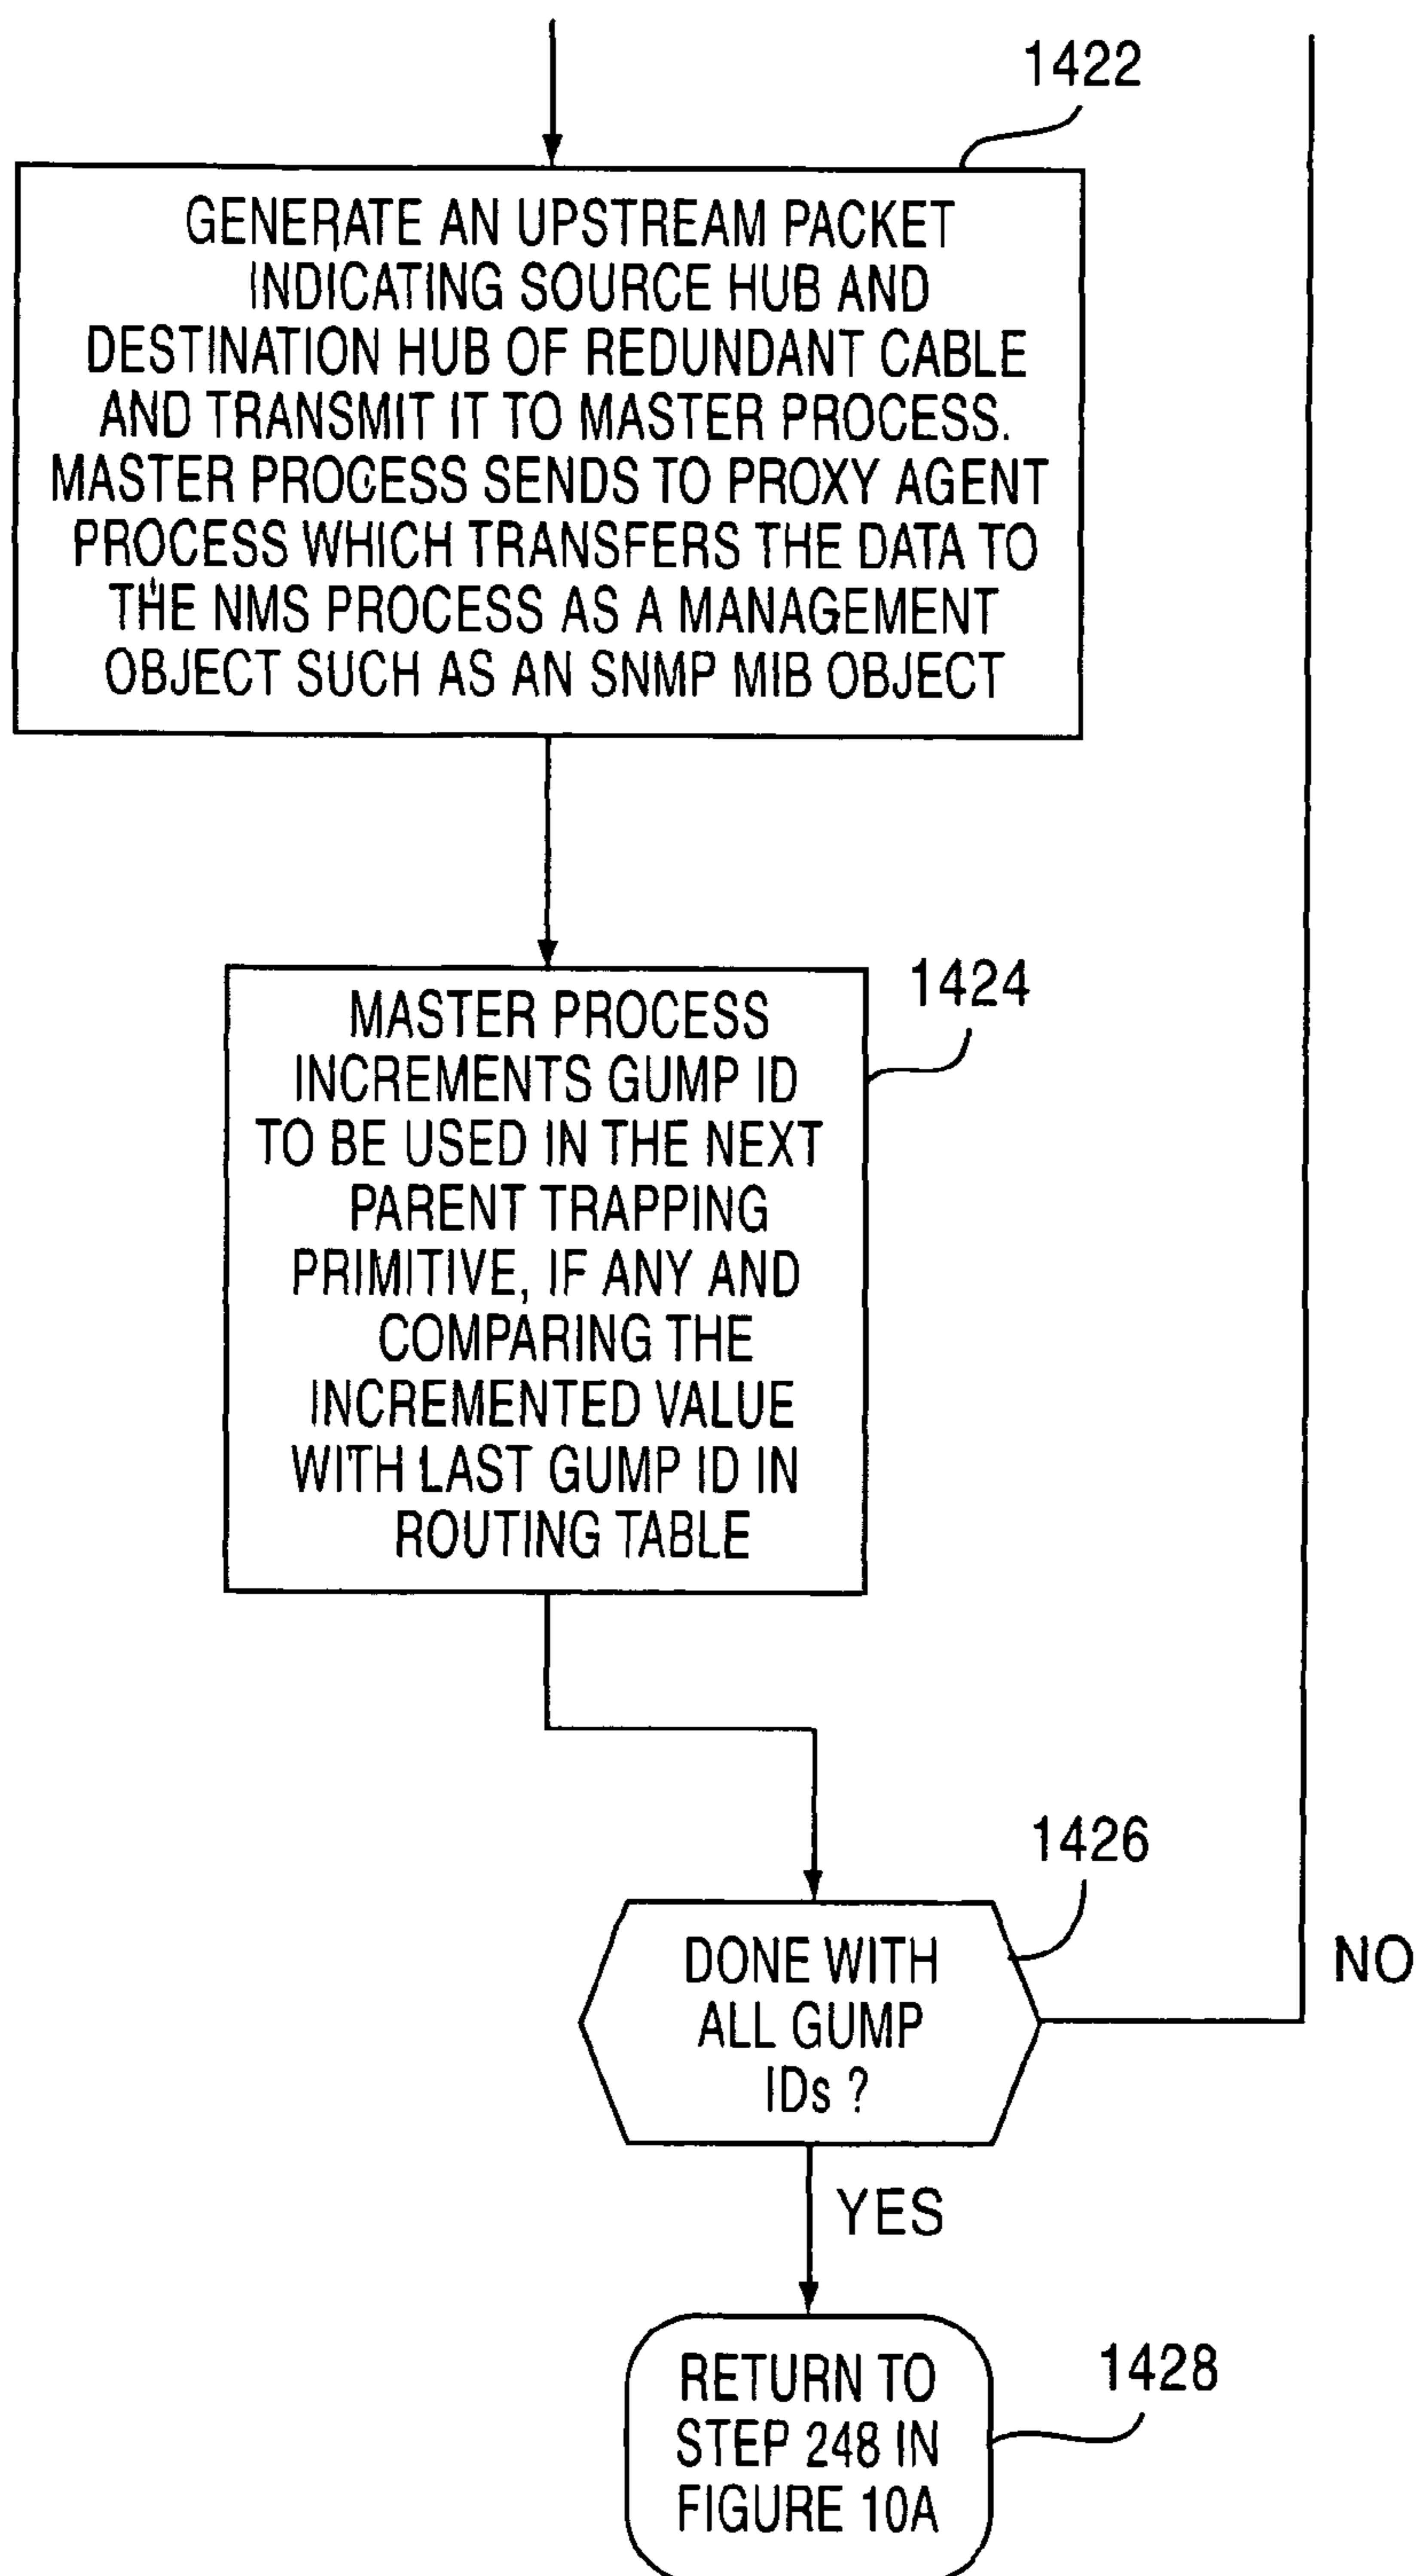 1422
GENERATE AN UPSTREAM PACKET
INDICATING SOURCE HUB AND
DESTINATION HUB OF REDUNDANT CABLE
AND TRANSMIT IT TO MASTER PROCESS.
MASTER PROCESS SENDS TO PROXY AGENT
PROCESS WHICH TRANSFERS THE DATA TO
THE NMS PROCESS AS A MANAGEMENT
OBJECT SUCH AS AN SNMP MIB OBJECT
1424
MASTER PROCESS
INCREMENTS GUMP ID
TO BE USED IN THE NEXT
PARENT TRAPPING
PRIMITIVE, IF ANY AND
COMPARING THE
INCREMENTED VALUE
WITH LAST GUMP ID IN
ROUTING TABLE
1426
DONE WITH
ALL GUMP
IDs ?
NO
YES
1428
RETURN TO
STEP 248 IN
FIGURE 10A